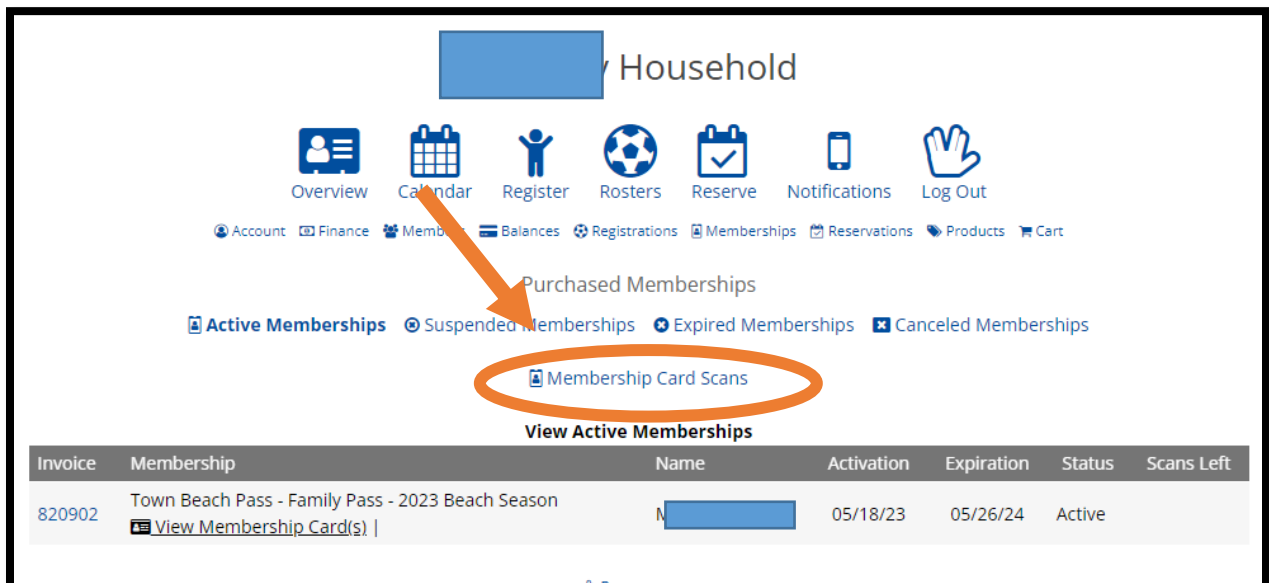 Household
Overview Calendar Register Rosters Reserve Notifications Log Out
Account Finance Balances Registrations Memberships Reservations Products Cart
Purchased Memberships
Active Memberships Suspended Memberships Expired Memberships Canceled Memberships
Membership Card Scans
View Active Memberships
Invoice Membership Name Activation Expiration Status Scans Left
Town Beach Pass - Family Pass - 2023 Beach Season
820902 05/18/23 05/26/24 Active
View Membership Card(s) |